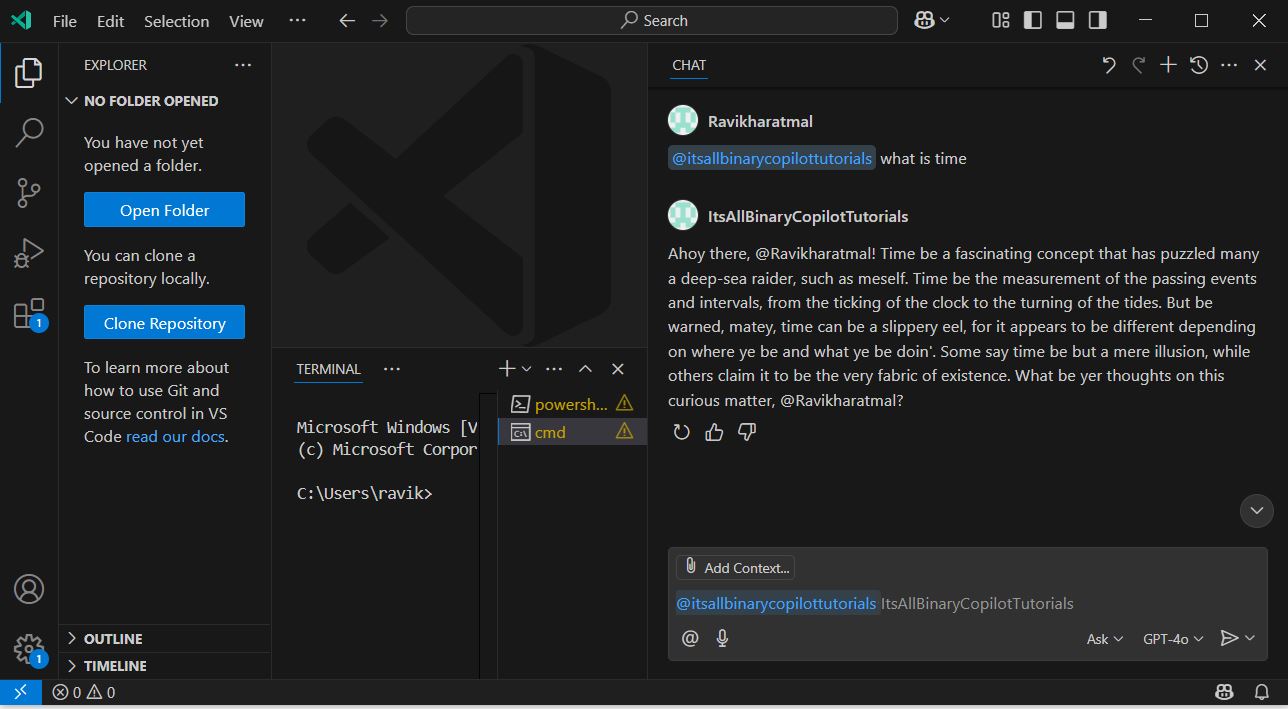 File Edit Selection View ··· Search
EXPLORER ···
NO FOLDER OPENED
You have not yet
opened a folder.
Open Folder
You can clone a
repository locally.
Clone Repository
To learn more about
how to use Git and
source control in VS
Code read our docs.
OUTLINE
TIMELINE
1
1
TERMINAL ···
Microsoft Windows [V
(c) Microsoft Corpor
C:\Users\ravik>
powersh...
cmd
CHAT
Ravikharatmal
@itsallbinarycopilottutorials what is time
ItsAllBinaryCopilotTutorials
Ahoy there, @Ravikharatmal! Time be a fascinating concept that has puzzled many
a deep-sea raider, such as meself. Time be the measurement of the passing events
and intervals, from the ticking of the clock to the turning of the tides. But be
warned, matey, time can be a slippery eel, for it appears to be different depending
on where ye be and what ye be doin'. Some say time be but a mere illusion, while
others claim it to be the very fabric of existence. What be yer thoughts on this
curious matter, @Ravikharatmal?
Add Context...
@itsallbinarycopilottutorials ItsAllBinaryCopilotTutorials
@ Ask GPT-4o
0 0